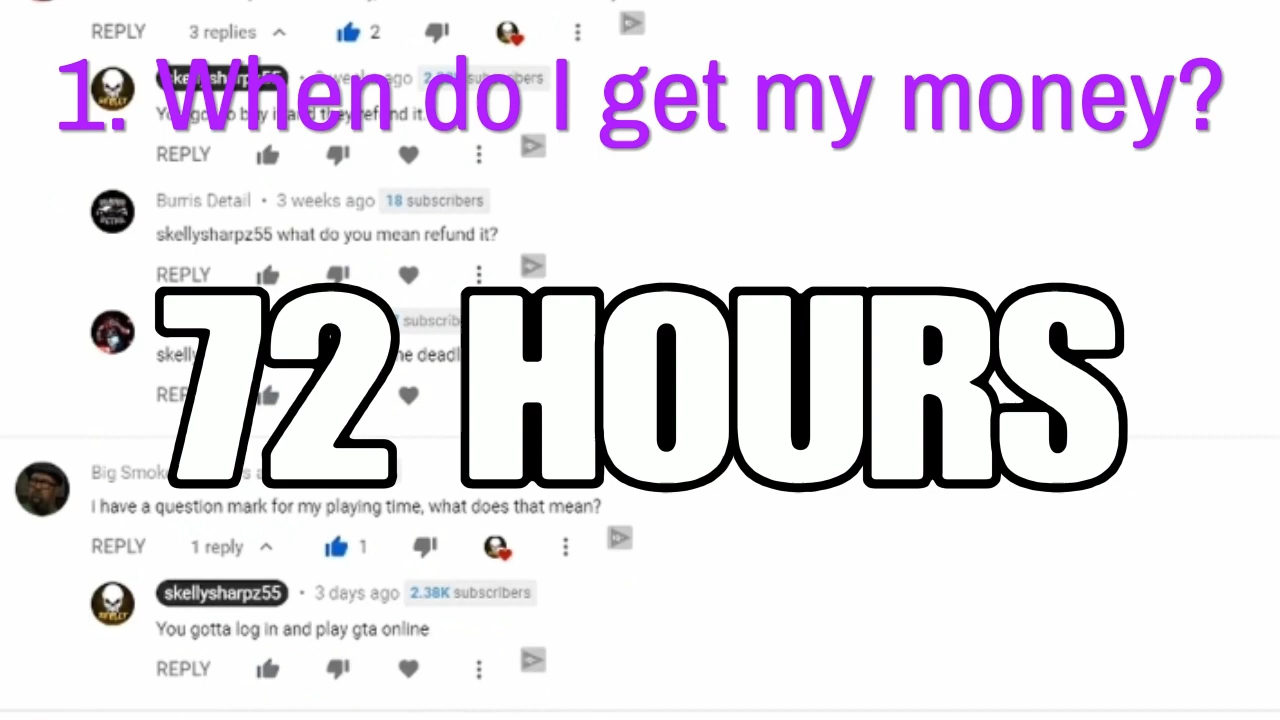 REPLY 3 replies 2
1. When do I get my money?
REPLY
Burris Detail • 3 weeks ago 18 subscribers
skellysharpz55 what do you mean refund it?
REPLY
72 HOURS
Big Smoke
I have a question mark for my playing time, what does that mean?
REPLY 1 reply 1
skellysharpz55 • 3 days ago 2.38K subscribers
You gotta log in and play gta online
REPLY